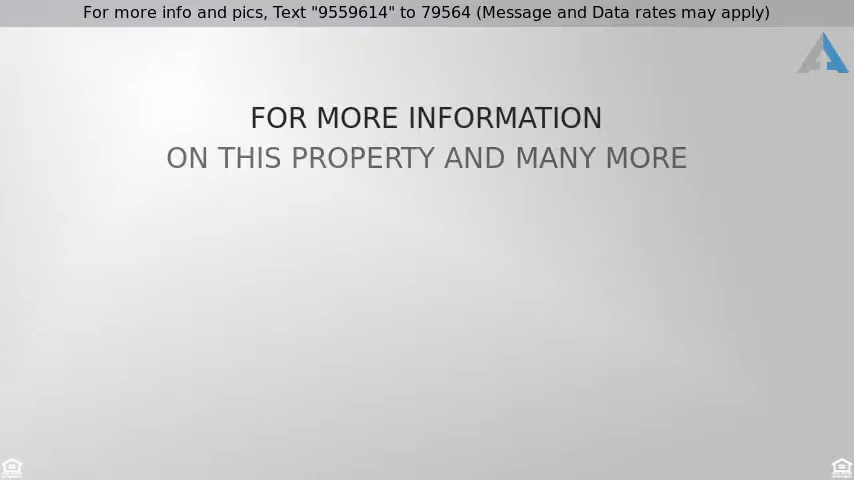 For more info and pics, Text "9559614" to 79564 (Message and Data rates may apply)
FOR MORE INFORMATION
ON THIS PROPERTY AND MANY MORE